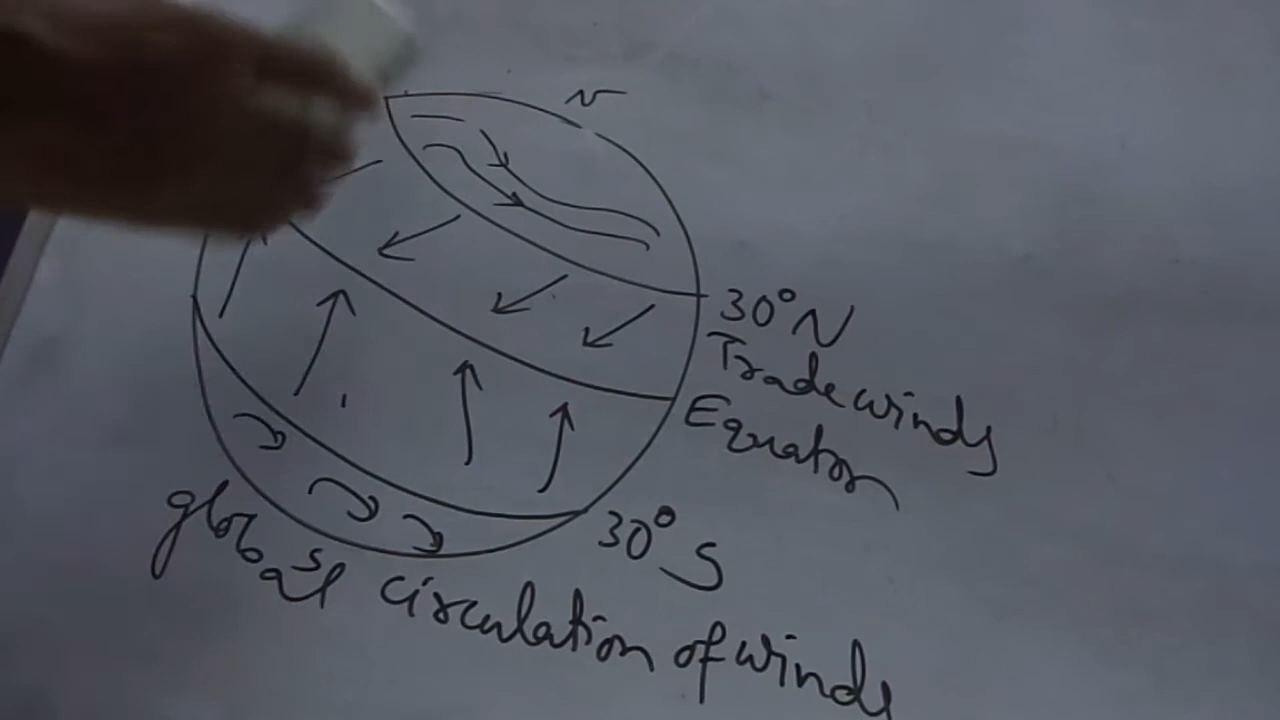 N
30°N
Trade winds
Equator
30° S
S
global circulation of winds